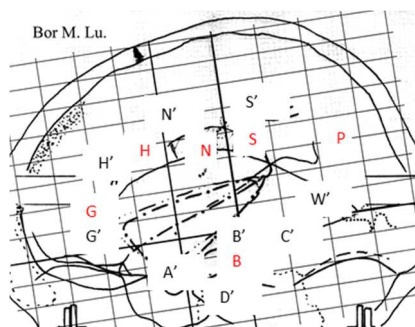 Bor M. Lu.
N′ S′
H N S P
H′
G W′
G′ B′ C′
B
A′
D′